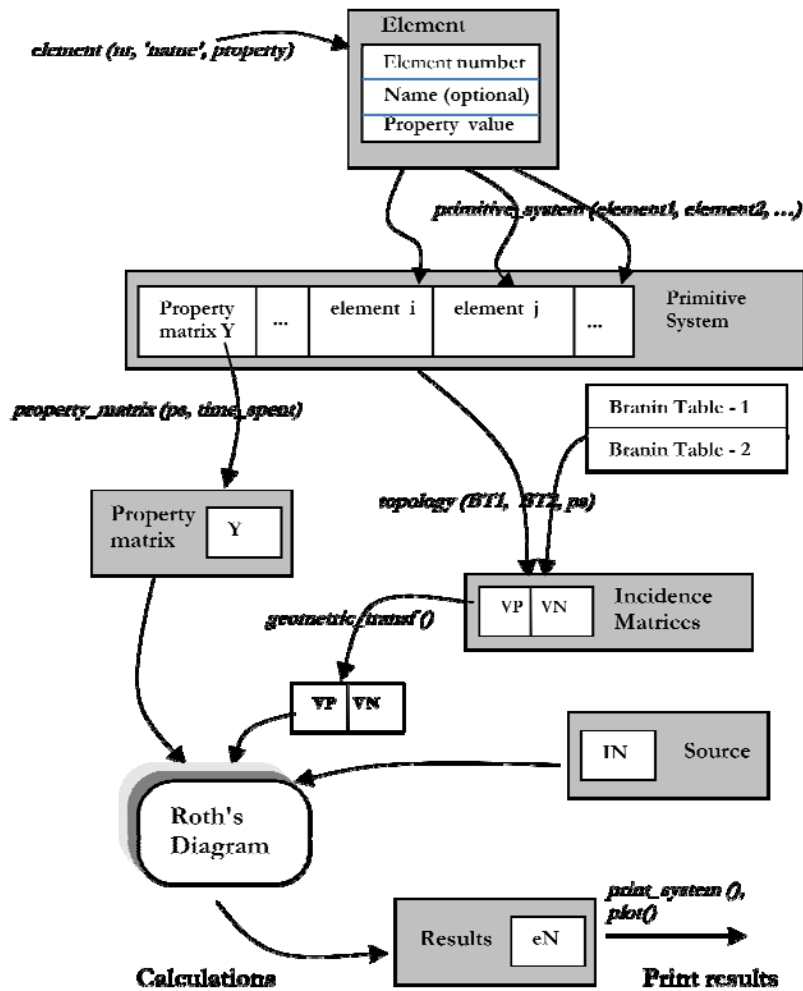 Element
element (nr, 'name', property)
Element number
Name (optional)
Property value
primitive_system (element1, element2, …)
Property
matrix Y
...
element i
element j
...
Primitive
System
property_matrix (ps, time_spent)
Branin Table - 1
Branin Table - 2
topology (BT1, BT2, ps)
Property
matrix
Y
VP
VN
Incidence
Matrices
geometric_transf ()
VP
VN
IN
Source
Roth's
Diagram
print_system (),
plot()
Results
eN
Calculations
Print results